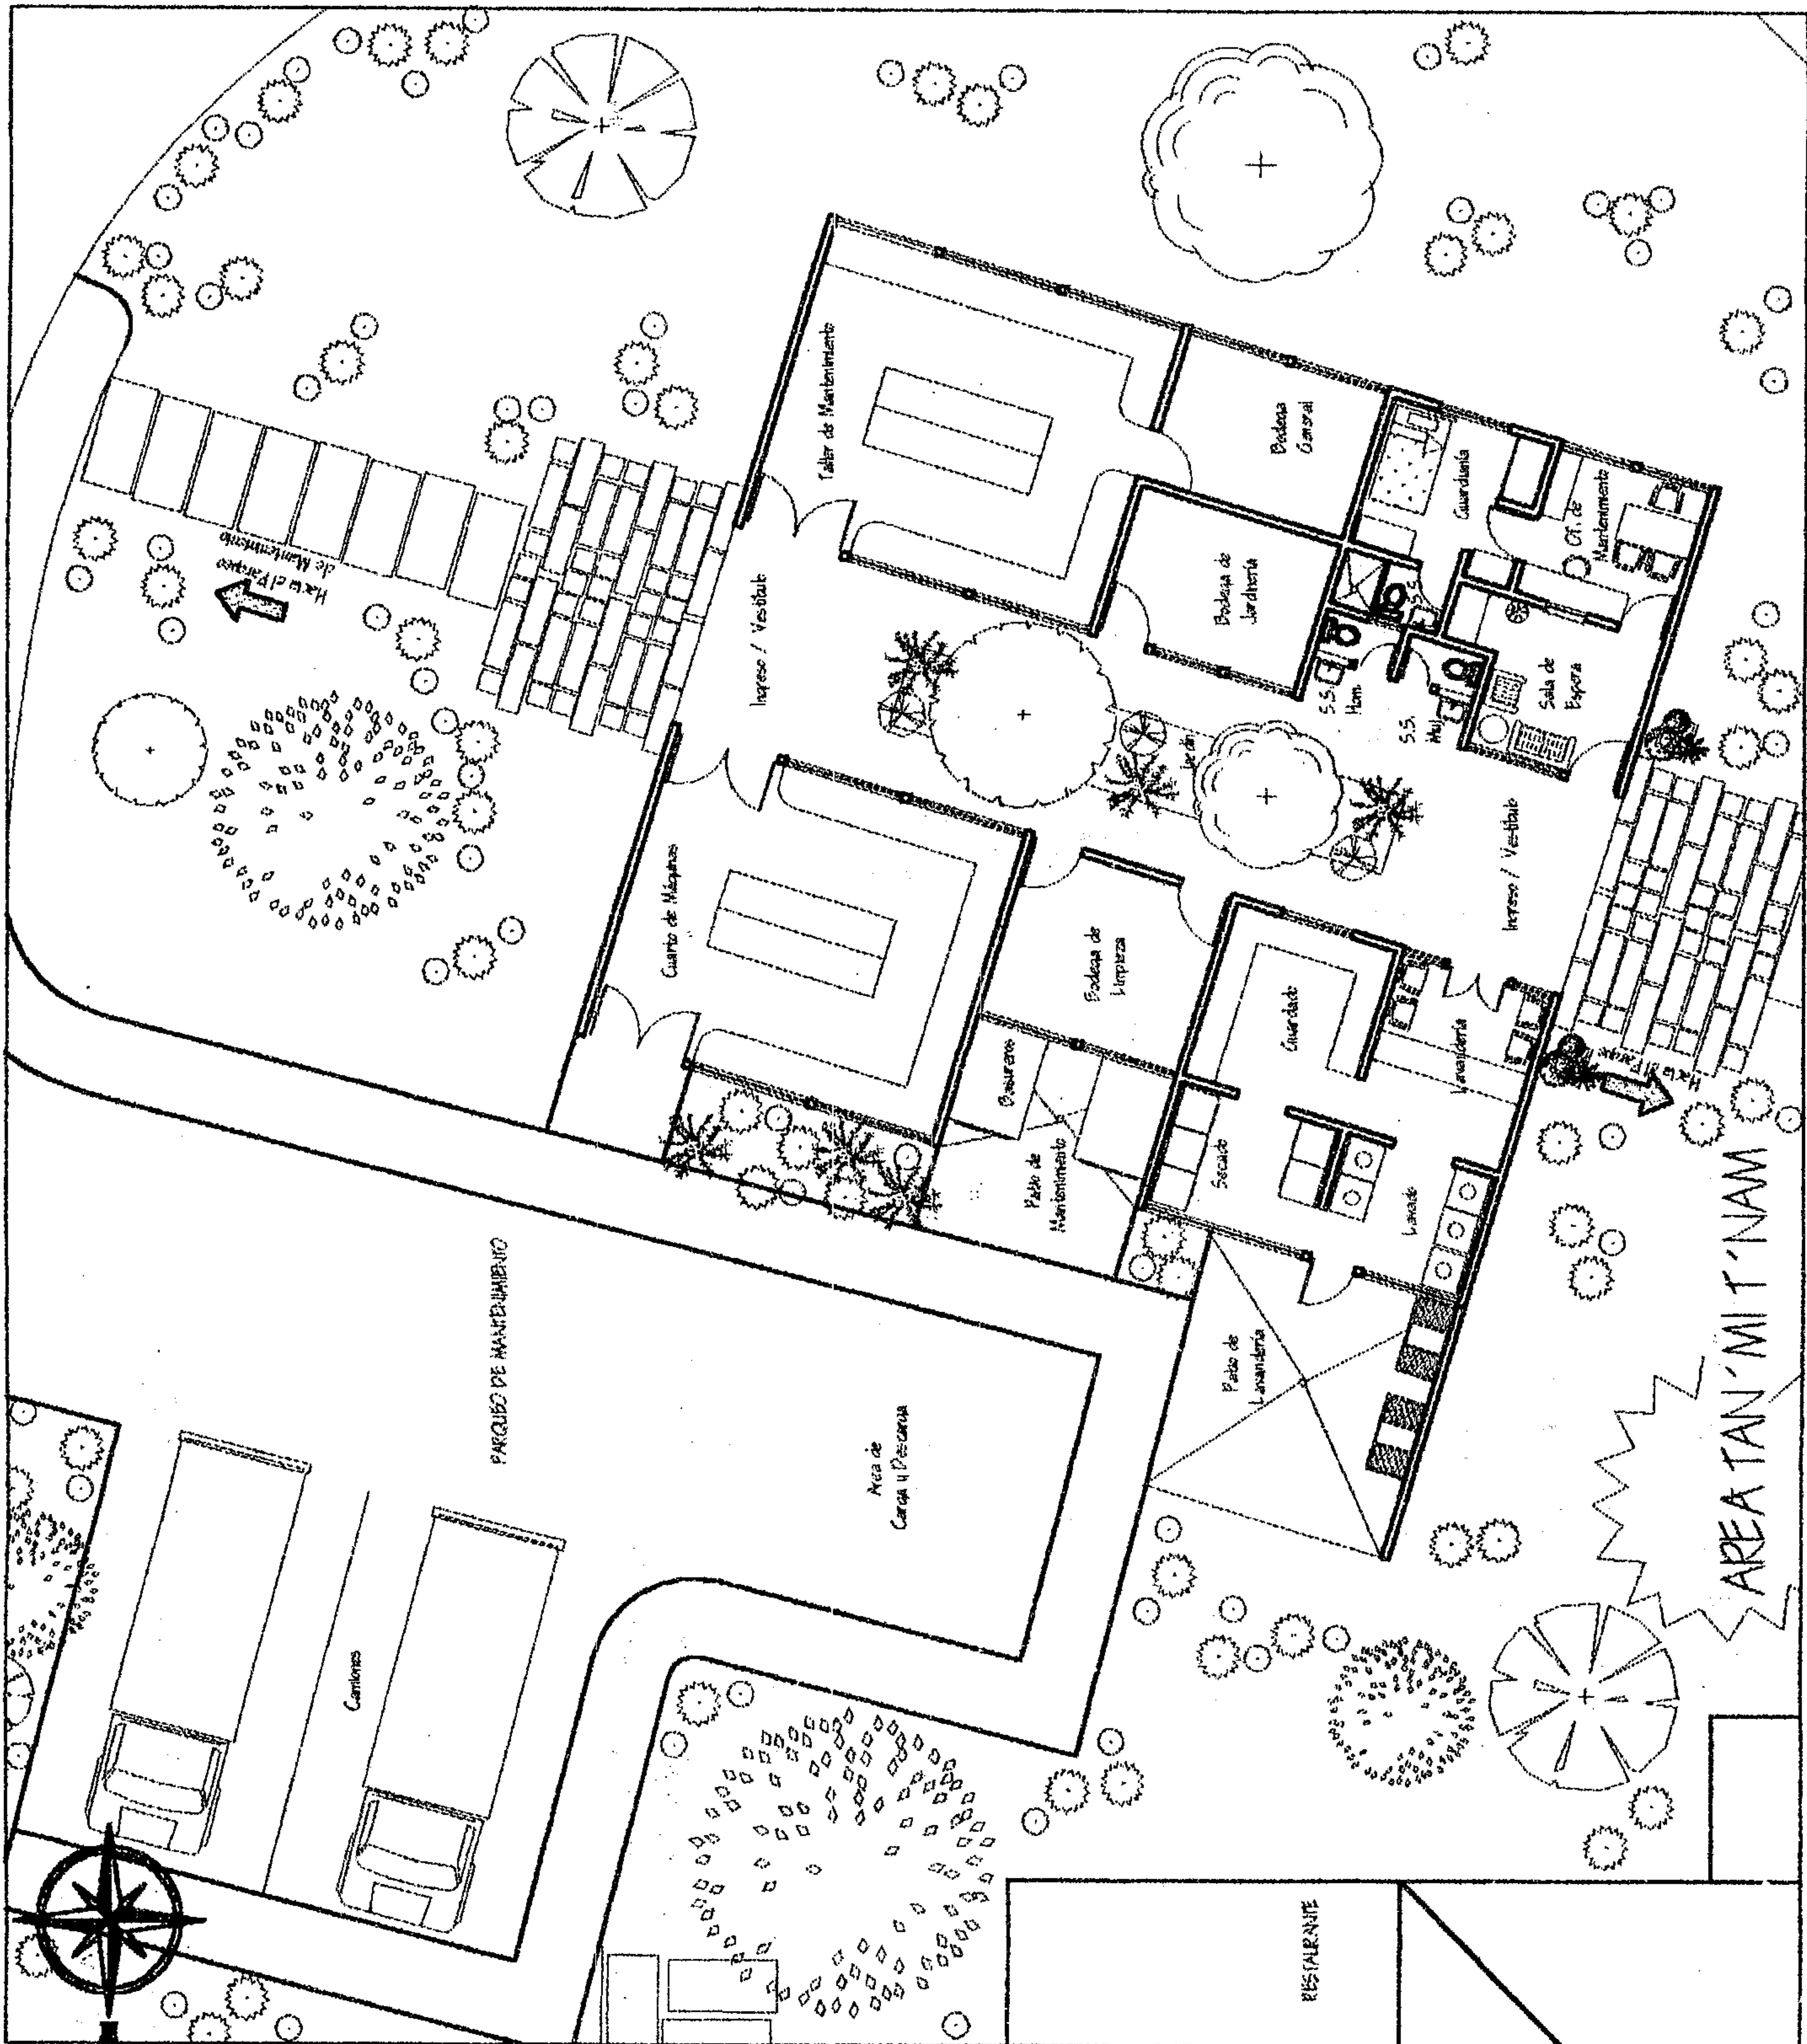 Hacia el Parqueo
de Mantenimiento
Taller de Mantenimiento
Bodega
General
Guardianía
Of. de
Mantenimiento
Ingreso / Vestíbulo
Bodega de
Jardinería
S.S.
S.S.
Hom.
S.S.
Muj.
Sala de
Espera
Jardín
Cuarto de Máquinas
Bodega de
Limpieza
Ingreso / Vestíbulo
Guardado
Lavandería
Basureros
Patio de
Mantenimiento
Secado
Lavado
Hacia el Parque
Patio de
Lavandería
PARQUEO DE MANTENIMIENTO
Area de
Carga y Descarga
Camiones
AREA TAN´MI T´NAM
RESTAURANTE